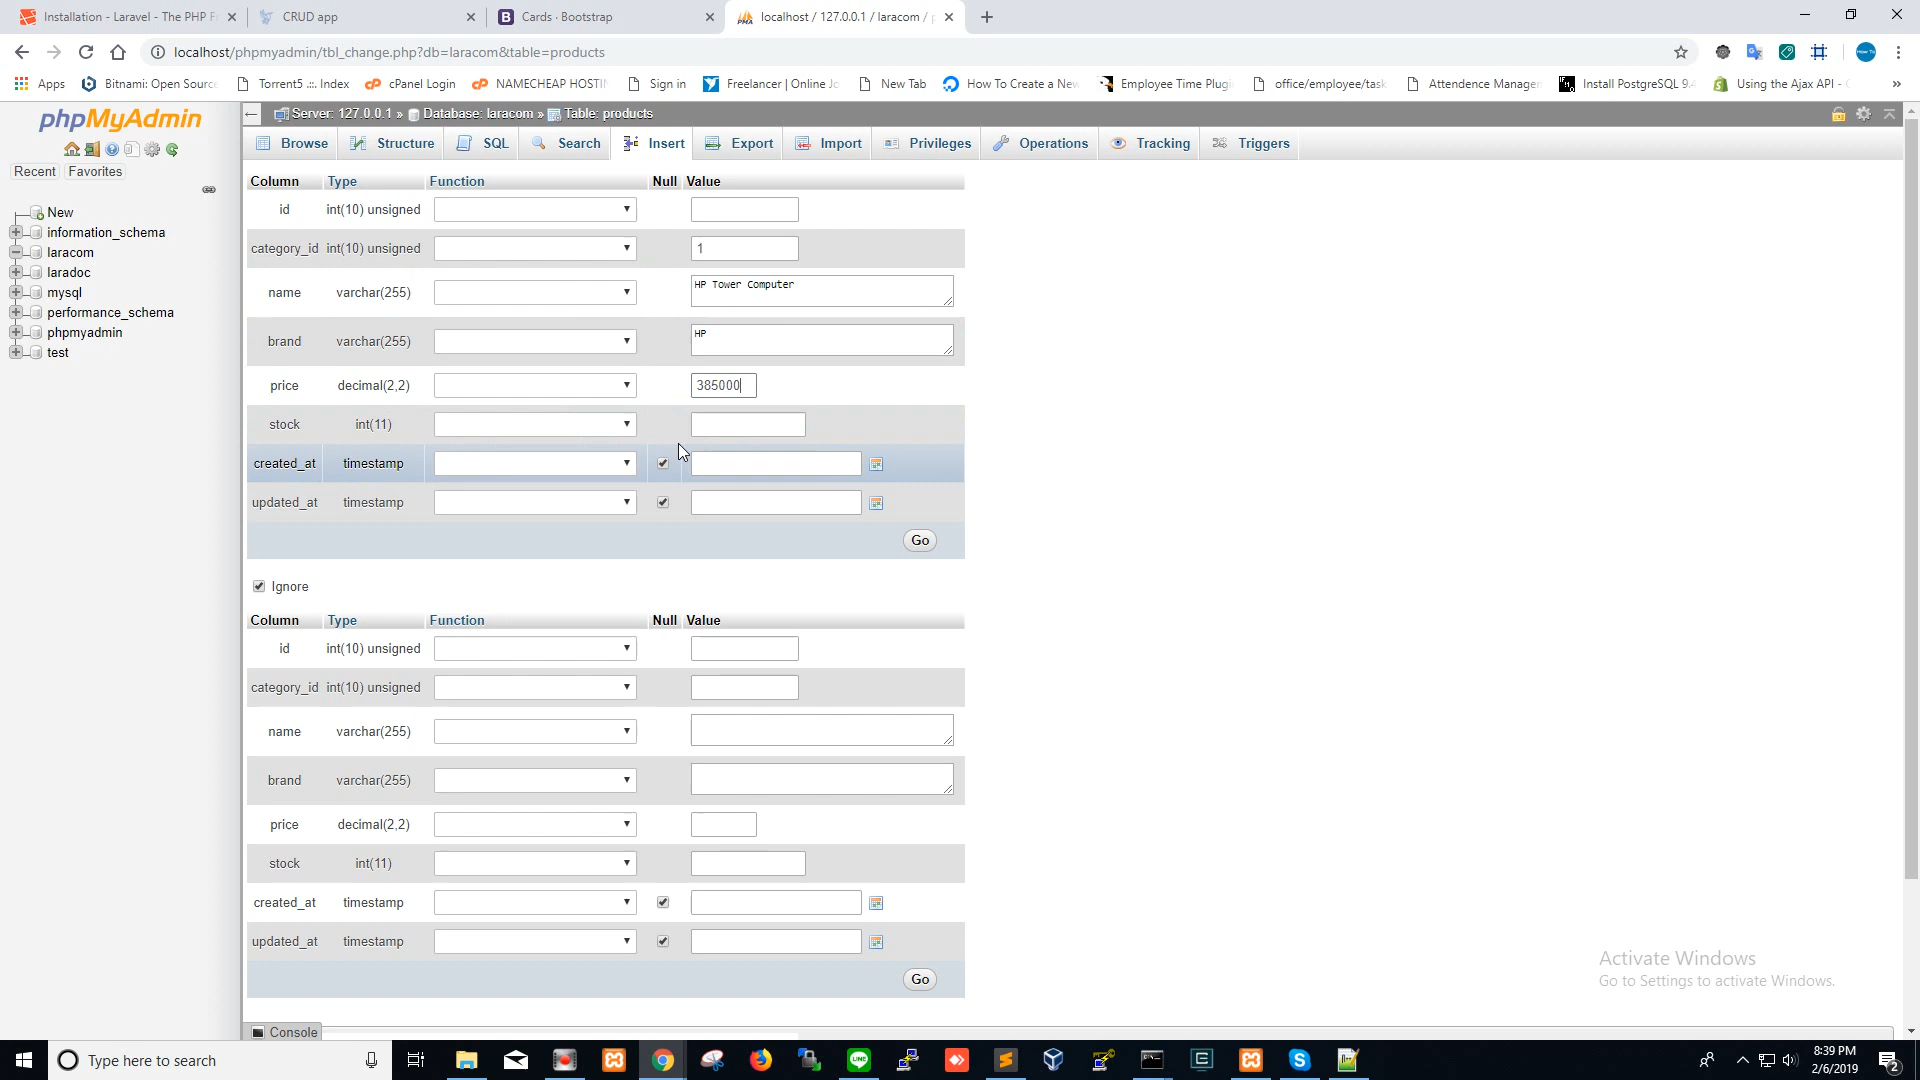 Installation - Laravel - The PHP F
CRUD app
Cards · Bootstrap
localhost / 127.0.0.1 / laracom / p
localhost/phpmyadmin/tbl_change.php?db=laracom&table=products
Apps
Bitnami: Open Source
Torrent5 .::. Index
cPanel Login
NAMECHEAP HOSTIN
Sign in
Freelancer | Online Jo
New Tab
How To Create a New
Employee Time Plugi
office/employee/task
Attendence Manager
Install PostgreSQL 9.4
Using the Ajax API -
phpMyAdmin
Recent
Favorites
New
information_schema
laracom
laradoc
mysql
performance_schema
phpmyadmin
test
Server: 127.0.0.1 » Database: laracom » Table: products
Browse
Structure
SQL
Search
Insert
Export
Import
Privileges
Operations
Tracking
Triggers
Column Type Function Null Value
id int(10) unsigned
category_id int(10) unsigned 1
name varchar(255) HP Tower Computer
brand varchar(255) HP
price decimal(2,2) 385000
stock int(11)
created_at timestamp
updated_at timestamp
Go
Ignore
Column Type Function Null Value
id int(10) unsigned
category_id int(10) unsigned
name varchar(255)
brand varchar(255)
price decimal(2,2)
stock int(11)
created_at timestamp
updated_at timestamp
Go
Console
Activate Windows
Go to Settings to activate Windows.
Type here to search
8:39 PM
2/6/2019
2